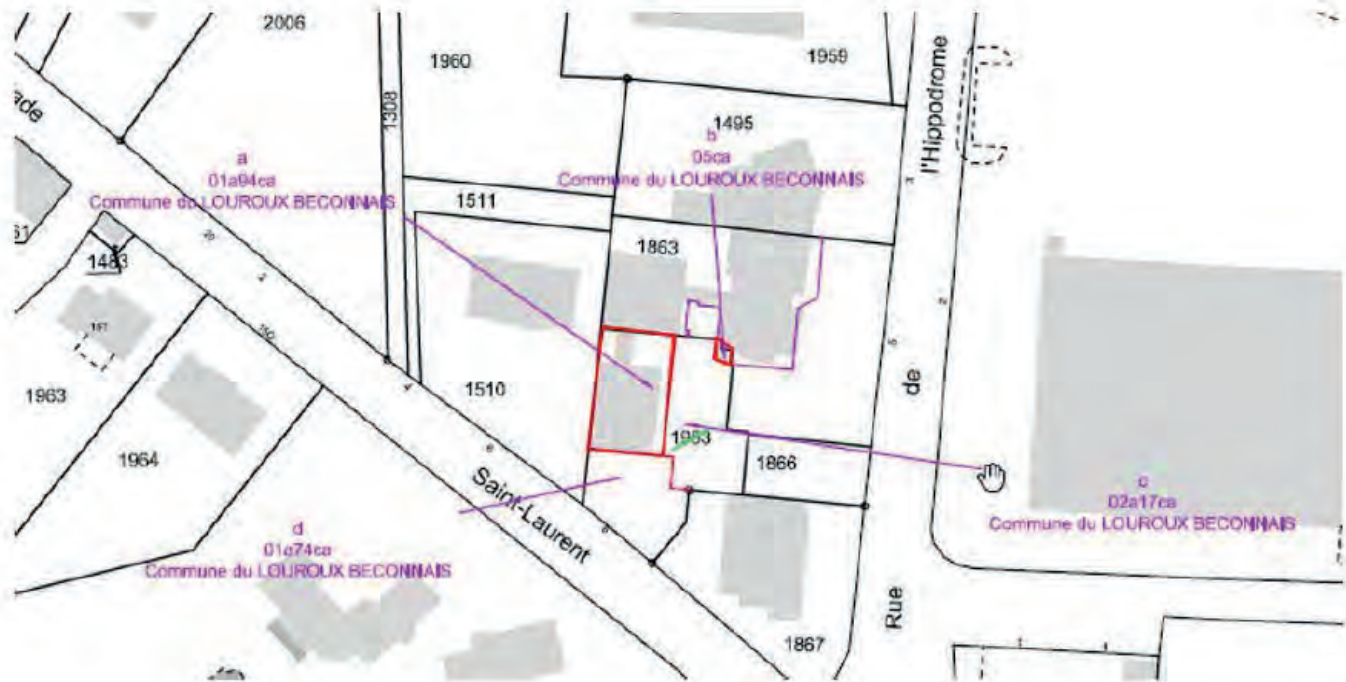 2006
1960
1959
l'Hippodrome
ade
1308
1495
a
01a94ca
Commune du LOUROUX BECONNAIS
b
05ca
Commune du LOUROUX BECONNAIS
1511
1863
1483
1510
1963
1964
de
1866
Saint-Laurent
c
02a17ca
Commune du LOUROUX BECONNAIS
d
01a74ca
Commune du LOUROUX BECONNAIS
Rue
1867